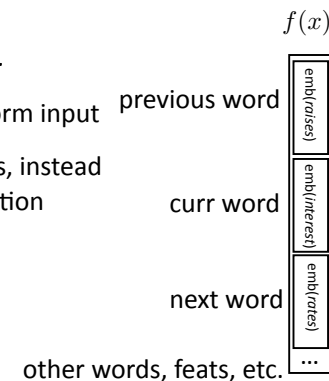 f(x)
.
orm input
s, instead
tion
previous word
emb(raises)
curr word
emb(interest)
next word
emb(rates)
other words, feats, etc.
...